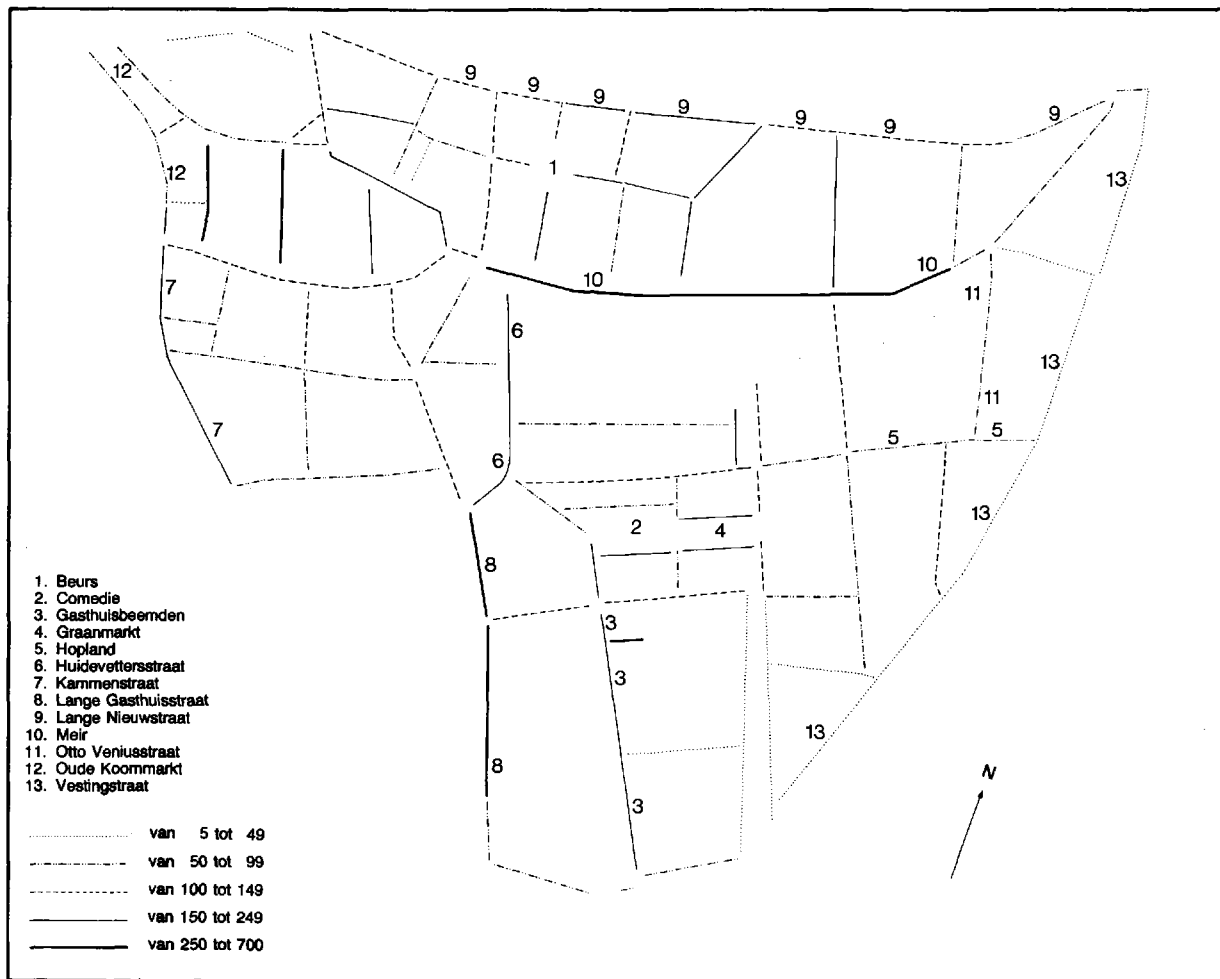 12
9
9
9
9
9
9
9
1
12
13
7
10
10
11
6
13
7
11
6
5
5
8
2
4
13
3
3
8
3
13
N
1. Beurs
2. Comedie
3. Gasthuisbeemden
4. Graanmarkt
5. Hopland
6. Huidevettersstraat
7. Kammenstraat
8. Lange Gasthuisstraat
9. Lange Nieuwstraat
10. Meir
11. Otto Veniusstraat
12. Oude Koornmarkt
13. Vestingstraat
van 5 tot 49
van 50 tot 99
van 100 tot 149
van 150 tot 249
van 250 tot 700